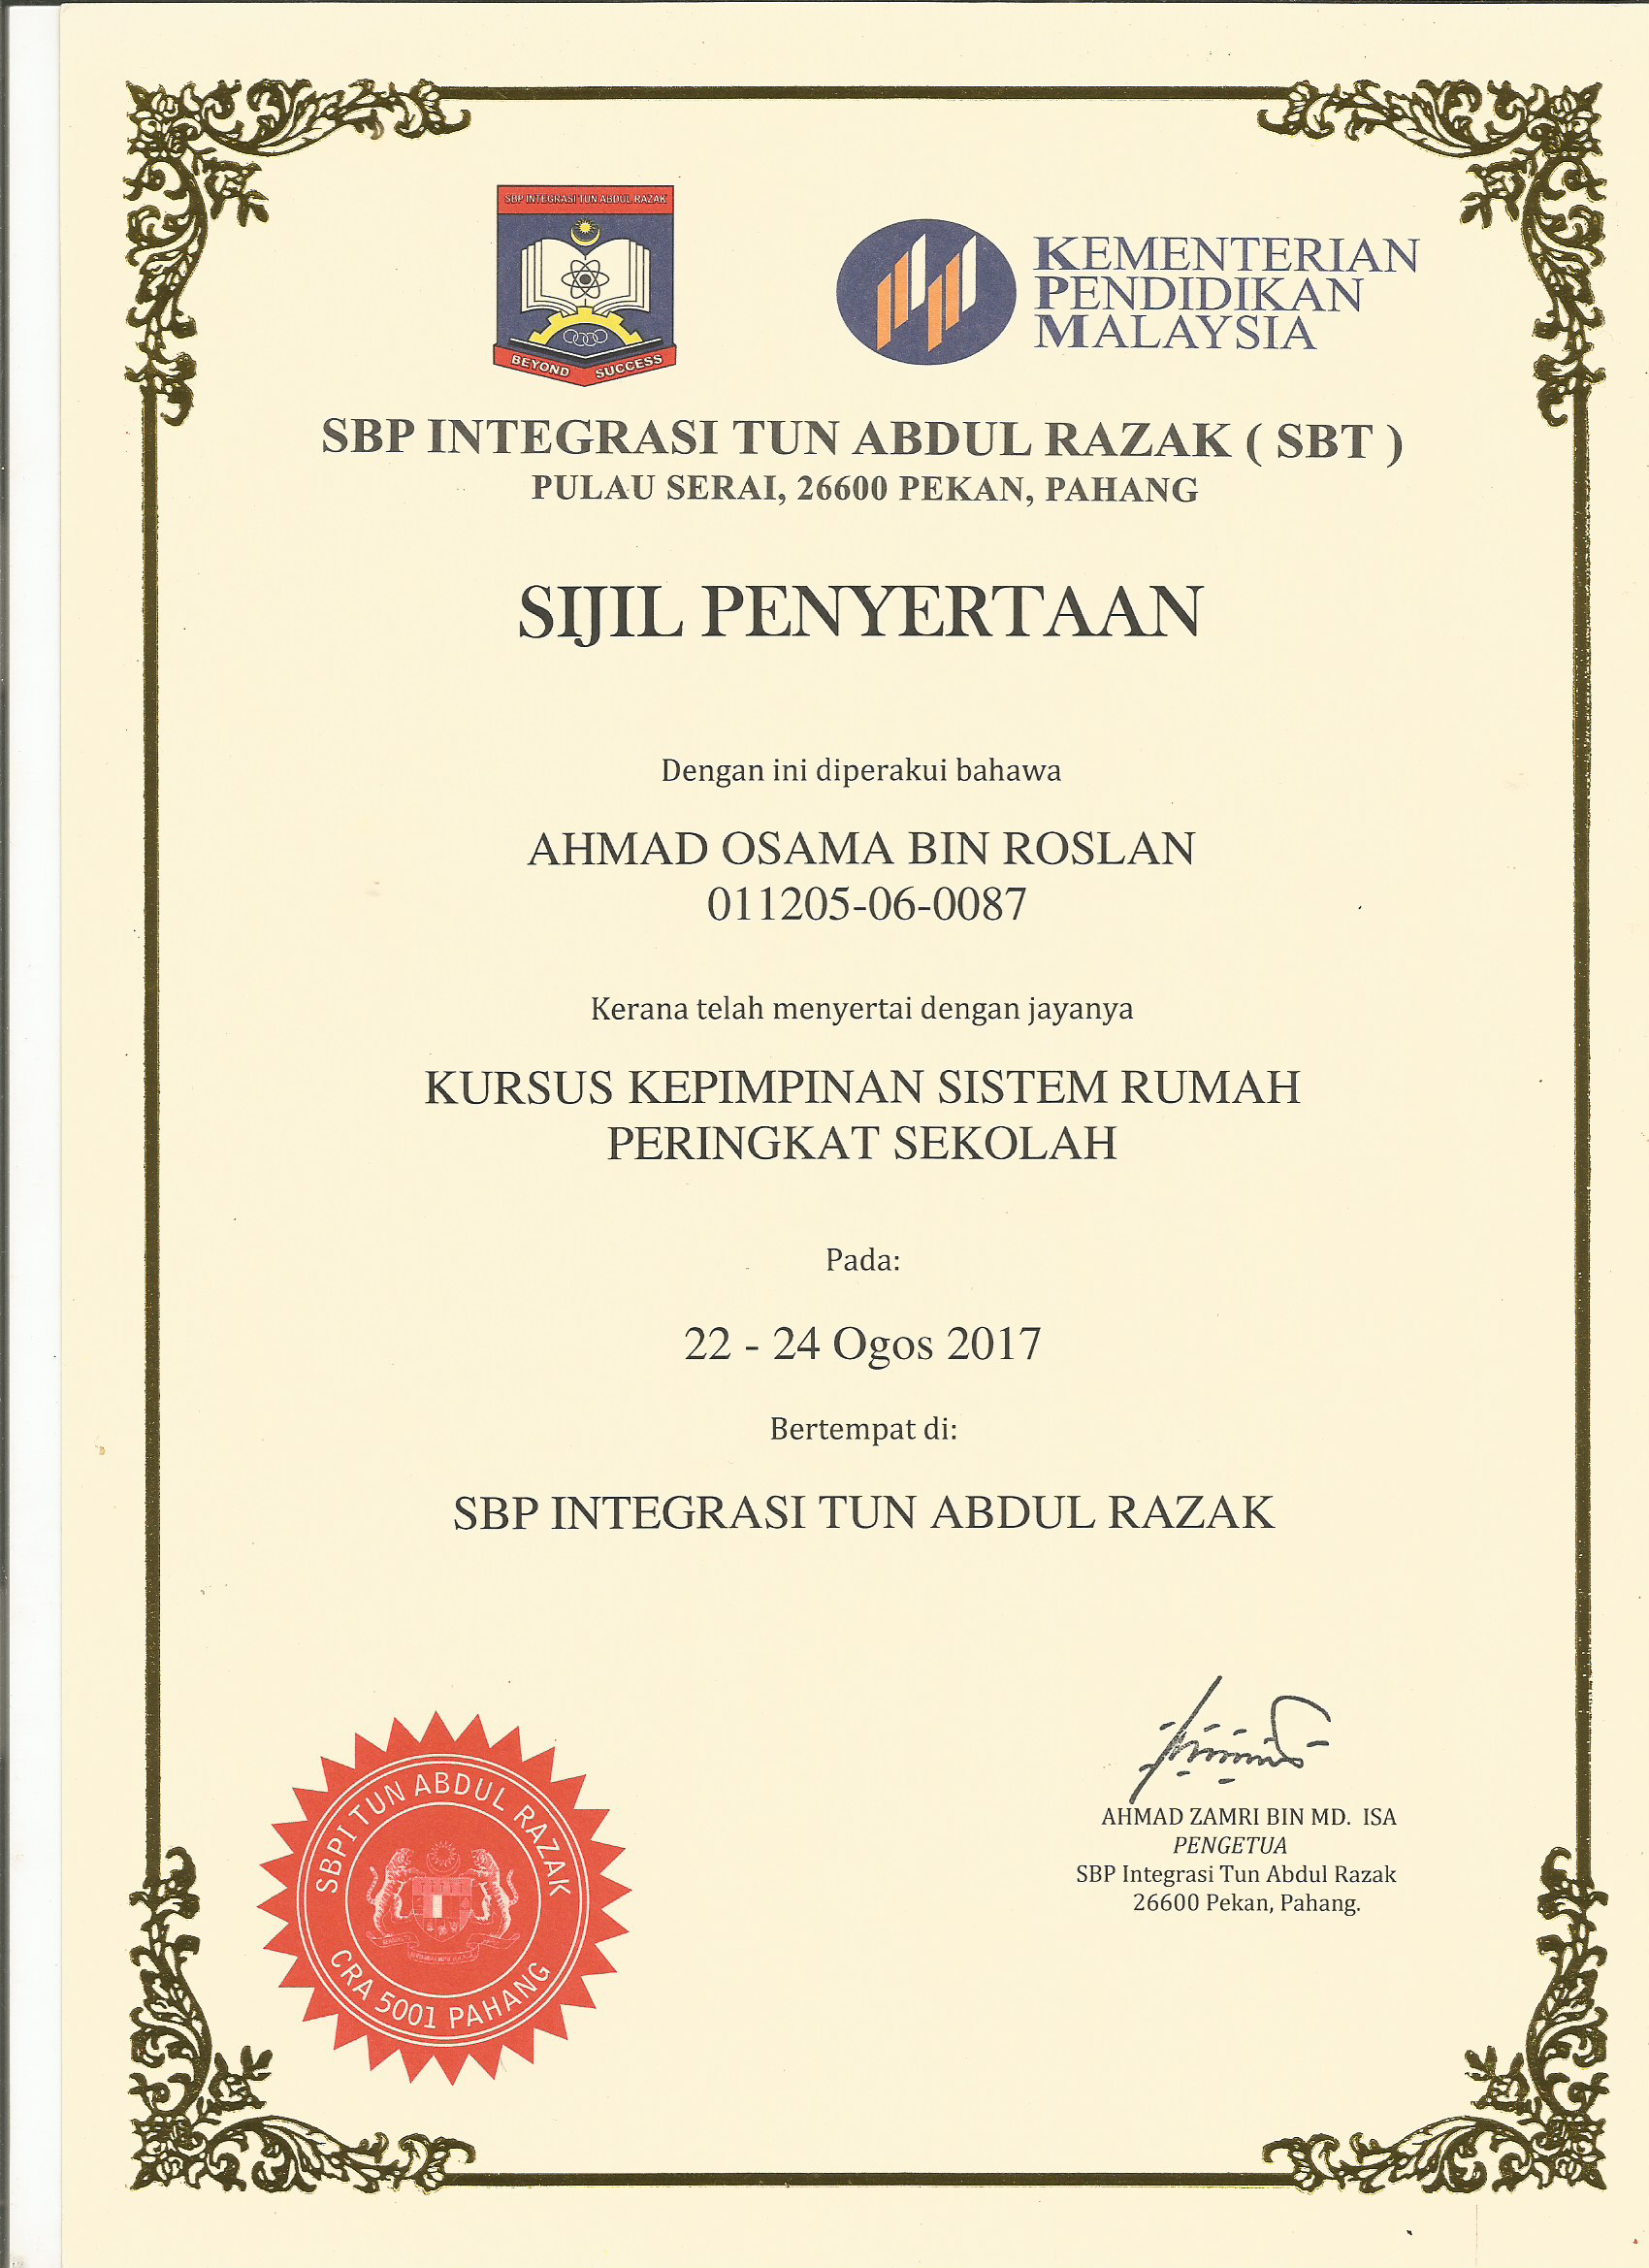 SBP INTEGRASI TUN ABDUL RAZAK
BEYOND SUCCESS
KEMENTERIAN
PENDIDIKAN
MALAYSIA
SBP INTEGRASI TUN ABDUL RAZAK ( SBT )
PULAU SERAI, 26600 PEKAN, PAHANG
SIJIL PENYERTAAN
Dengan ini diperakui bahawa
AHMAD OSAMA BIN ROSLAN
011205-06-0087
Kerana telah menyertai dengan jayanya
KURSUS KEPIMPINAN SISTEM RUMAH
PERINGKAT SEKOLAH
Pada:
22 - 24 Ogos 2017
Bertempat di:
SBP INTEGRASI TUN ABDUL RAZAK
AHMAD ZAMRI BIN MD. ISA
PENGETUA
SBP Integrasi Tun Abdul Razak
26600 Pekan, Pahang.
SBPI TUN ABDUL RAZAK
CRA 5001 PAHANG